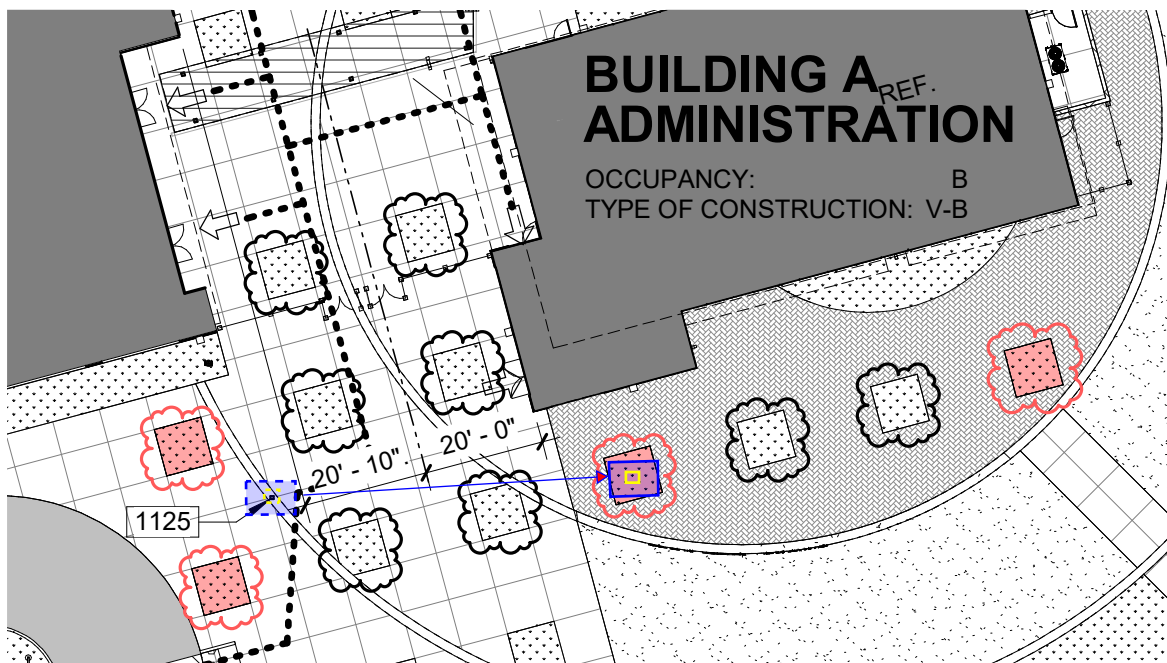 BUILDING A
REF.
ADMINISTRATION
OCCUPANCY: B
TYPE OF CONSTRUCTION: V-B
20' - 10"
20' - 0"
1125